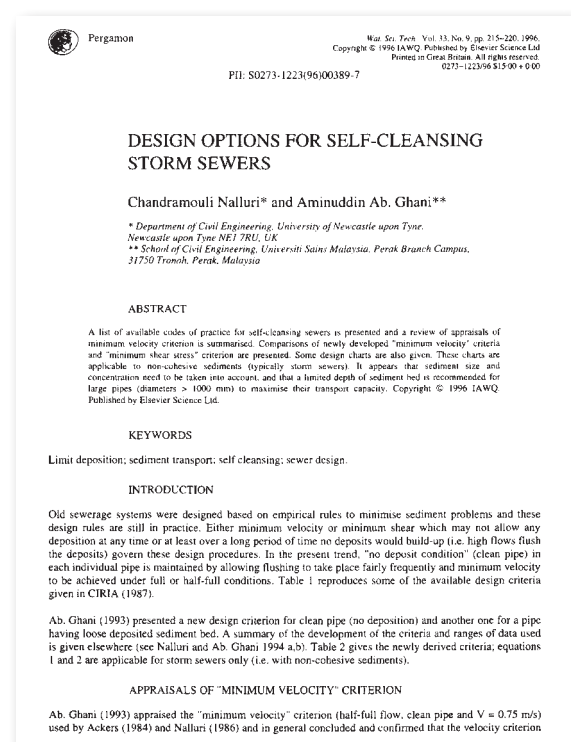 Pergamon
Wat. Sci. Tech. Vol. 33, No. 9, pp. 215-220, 1996.
Copyright © 1996 IAWQ. Published by Elsevier Science Ltd
Printed in Great Britain. All rights reserved.
0273-1223/96 $15·00 + 0·00
PII: S0273-1223(96)00389-7
DESIGN OPTIONS FOR SELF-CLEANSING
STORM SEWERS
Chandramouli Nalluri* and Aminuddin Ab. Ghani**
* Department of Civil Engineering, University of Newcastle upon Tyne,
Newcastle upon Tyne NE1 7RU, UK
** School of Civil Engineering, Universiti Sains Malaysia, Perak Branch Campus,
31750 Tronoh, Perak, Malaysia
ABSTRACT
A list of available codes of practice for self-cleansing sewers is presented and a review of appraisals of
minimum velocity criterion is summarised. Comparisons of newly developed "minimum velocity" criteria
and "minimum shear stress" criterion are presented. Some design charts are also given. These charts are
applicable to non-cohesive sediments (typically storm sewers). It appears that sediment size and
concentration need to be taken into account, and that a limited depth of sediment bed is recommended for
large pipes (diameters > 1000 mm) to maximise their transport capacity. Copyright © 1996 IAWQ.
Published by Elsevier Science Ltd.
KEYWORDS
Limit deposition; sediment transport; self cleansing; sewer design.
INTRODUCTION
Old sewerage systems were designed based on empirical rules to minimise sediment problems and these
design rules are still in practice. Either minimum velocity or minimum shear which may not allow any
deposition at any time or at least over a long period of time no deposits would build-up (i.e. high flows flush
the deposits) govern these design procedures. In the present trend, "no deposit condition" (clean pipe) in
each individual pipe is maintained by allowing flushing to take place fairly frequently and minimum velocity
to be achieved under full or half-full conditions. Table 1 reproduces some of the available design criteria
given in CIRIA (1987).
Ab. Ghani (1993) presented a new design criterion for clean pipe (no deposition) and another one for a pipe
having loose deposited sediment bed. A summary of the development of the criteria and ranges of data used
is given elsewhere (see Nalluri and Ab. Ghani 1994 a,b). Table 2 gives the newly derived criteria; equations
1 and 2 are applicable for storm sewers only (i.e. with non-cohesive sediments).
APPRAISALS OF "MINIMUM VELOCITY" CRITERION
Ab. Ghani (1993) appraised the "minimum velocity" criterion (half-full flow, clean pipe and V = 0.75 m/s)
used by Ackers (1984) and Nalluri (1986) and in general concluded and confirmed that the velocity criterion